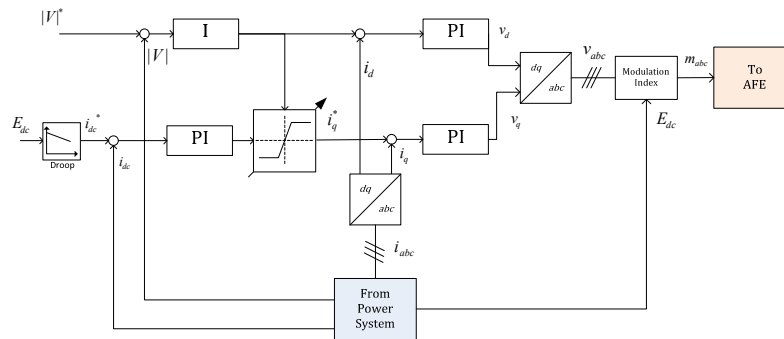 |V|*
|V|
I
i_d
PI
v_d
dq
abc
v_abc
Modulation
Index
m_abc
To
AFE
E_dc
i_dc*
Droop
i_dc
PI
i_q*
i_q
PI
v_q
E_dc
dq
abc
i_abc
From
Power
System